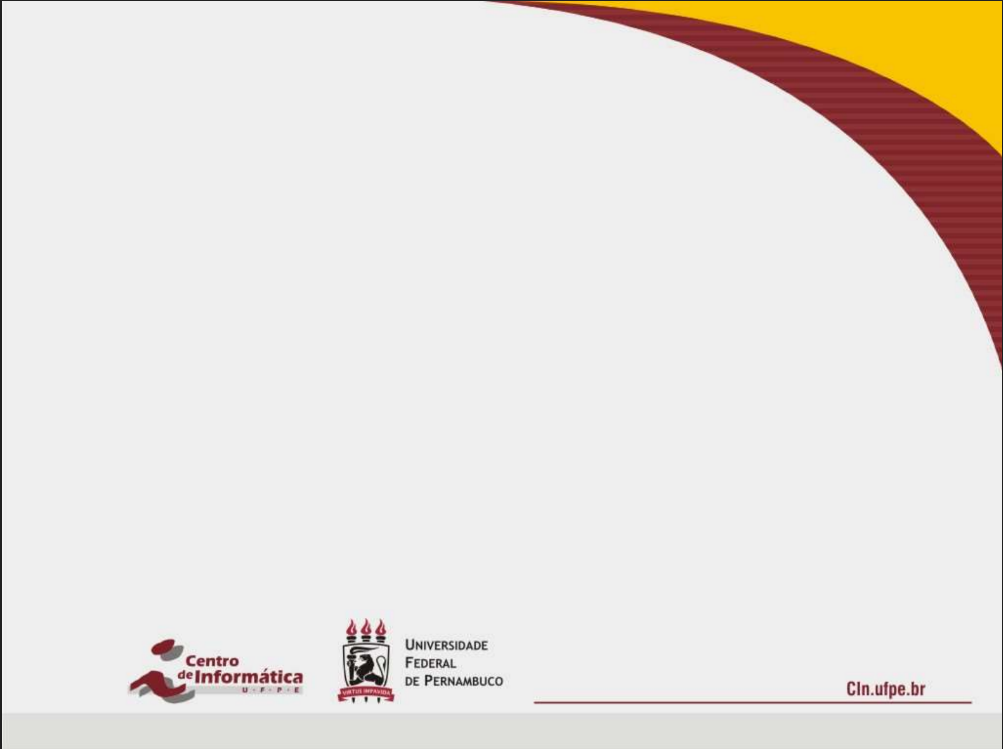 Centro
de Informática
U · F · P · E
VIRTUS IMPAVIDA
UNIVERSIDADE
FEDERAL
DE PERNAMBUCO
CIn.ufpe.br